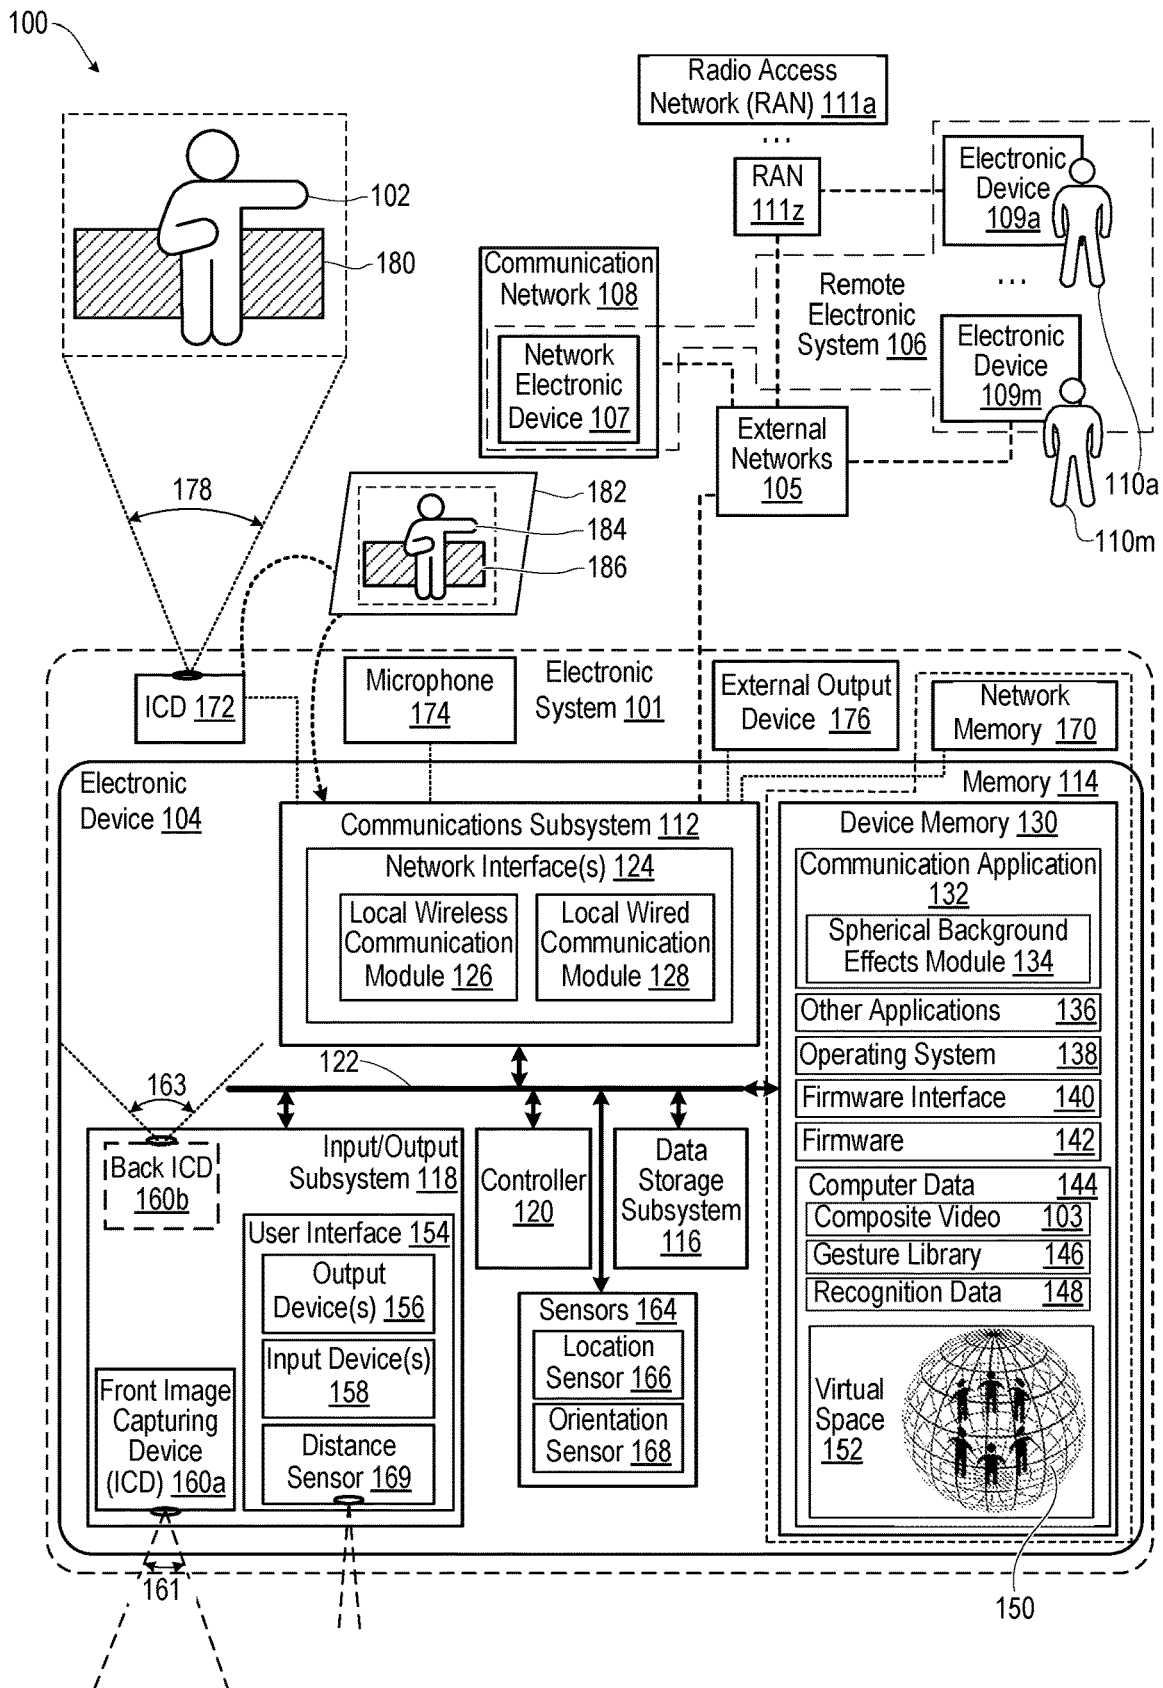 100
Radio Access
Network (RAN) 111a
...
RAN
111z
Electronic
Device
109a
102
180
Communication
Network 108
Network
Electronic
Device 107
Remote
Electronic
System 106
...
Electronic
Device
109m
External
Networks
105
110a
110m
178
182
184
186
ICD 172
Microphone
174
Electronic
System 101
External Output
Device 176
Network
Memory 170
Electronic
Device 104
Memory 114
Communications Subsystem 112
Network Interface(s) 124
Local Wireless
Communication
Module 126
Local Wired
Communication
Module 128
Device Memory 130
Communication Application
132
Spherical Background
Effects Module 134
Other Applications 136
Operating System 138
Firmware Interface 140
Firmware 142
Computer Data 144
Composite Video 103
Gesture Library 146
Recognition Data 148
Virtual
Space
152
150
122
163
Back ICD
160b
Input/Output
Subsystem 118
User Interface 154
Output
Device(s) 156
Input Device(s)
158
Distance
Sensor 169
Front Image
Capturing
Device
(ICD) 160a
161
Controller
120
Data
Storage
Subsystem
116
Sensors 164
Location
Sensor 166
Orientation
Sensor 168